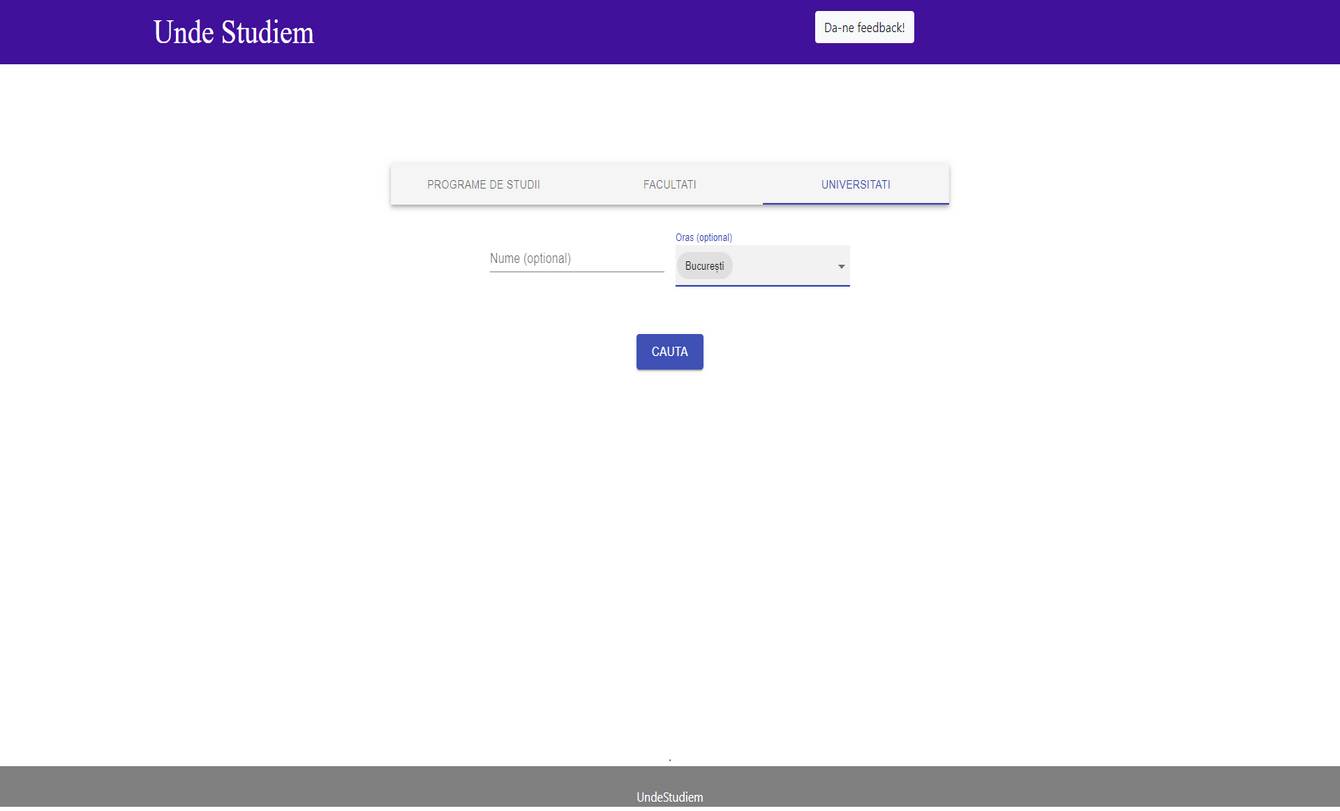 Unde Studiem
Da-ne feedback!
PROGRAME DE STUDII
FACULTATI
UNIVERSITATI
Nume (optional)
Oras (optional)
București
CAUTA
UndeStudiem